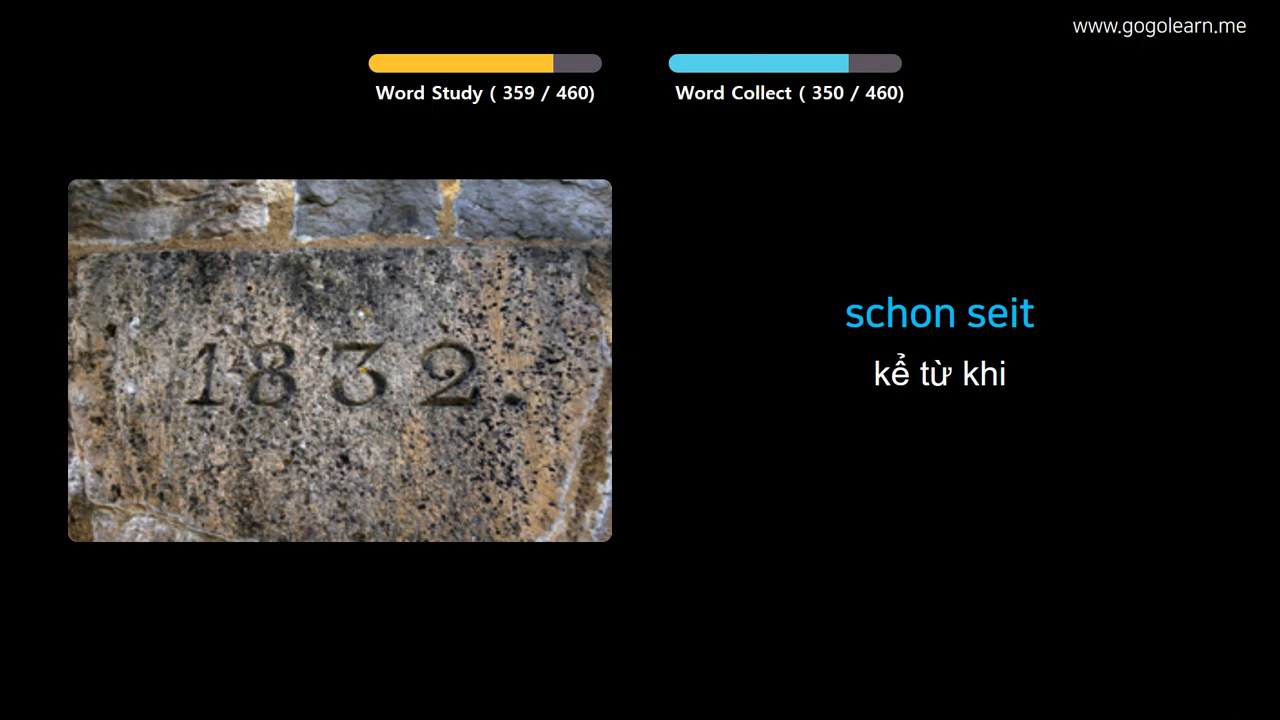 www.gogolearn.me
Word Study ( 359 / 460)
Word Collect ( 350 / 460)
1832.
schon seit
kể từ khi